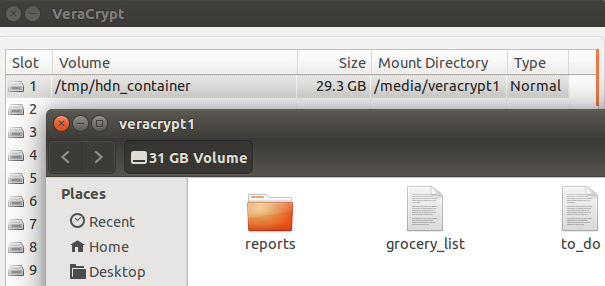 VeraCrypt
Slot Volume Size Mount Directory Type
1 /tmp/hdn_container 29.3 GB /media/veracrypt1 Normal
2
3
4
5
6
7
8
9
veracrypt1
31 GB Volume
Places
Recent
Home
Desktop
reports
grocery_list
to_do